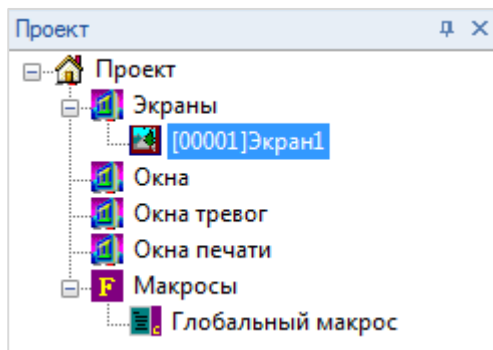 Проект
Проект
Экраны
[00001]Экран1
Окна
Окна тревог
Окна печати
F Макросы
Глобальный макрос